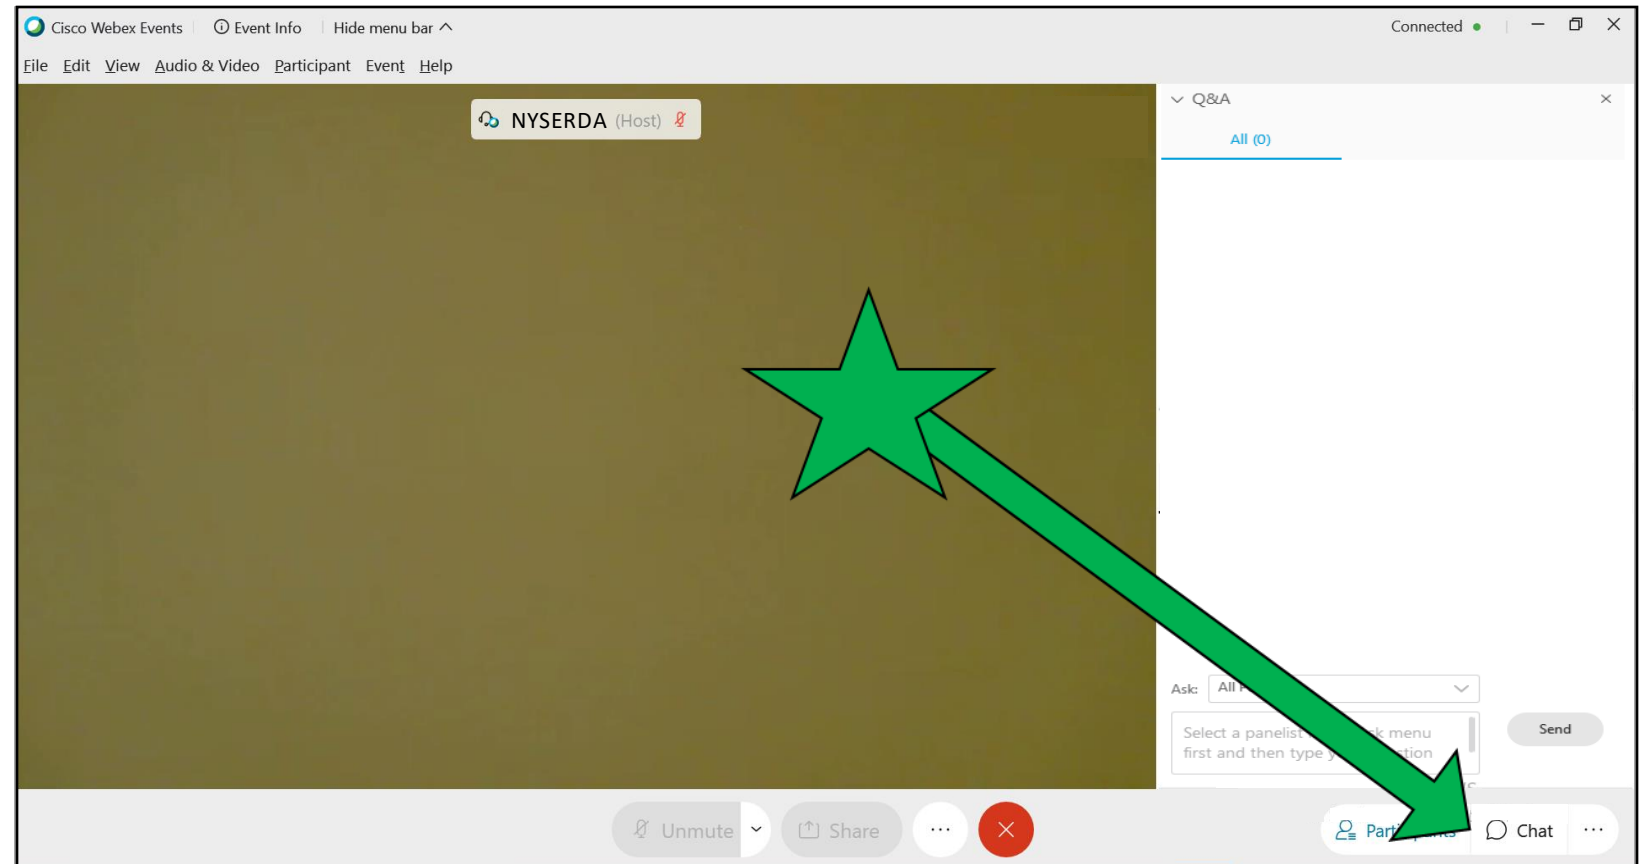 Cisco Webex Events Event Info Hide menu bar
File Edit View Audio & Video Participant Event Help
Connected
NYSERDA (Host)
Q&A
All (0)
Ask: All
Select a panelist menu
first and then type
Send
Unmute Share
Chat